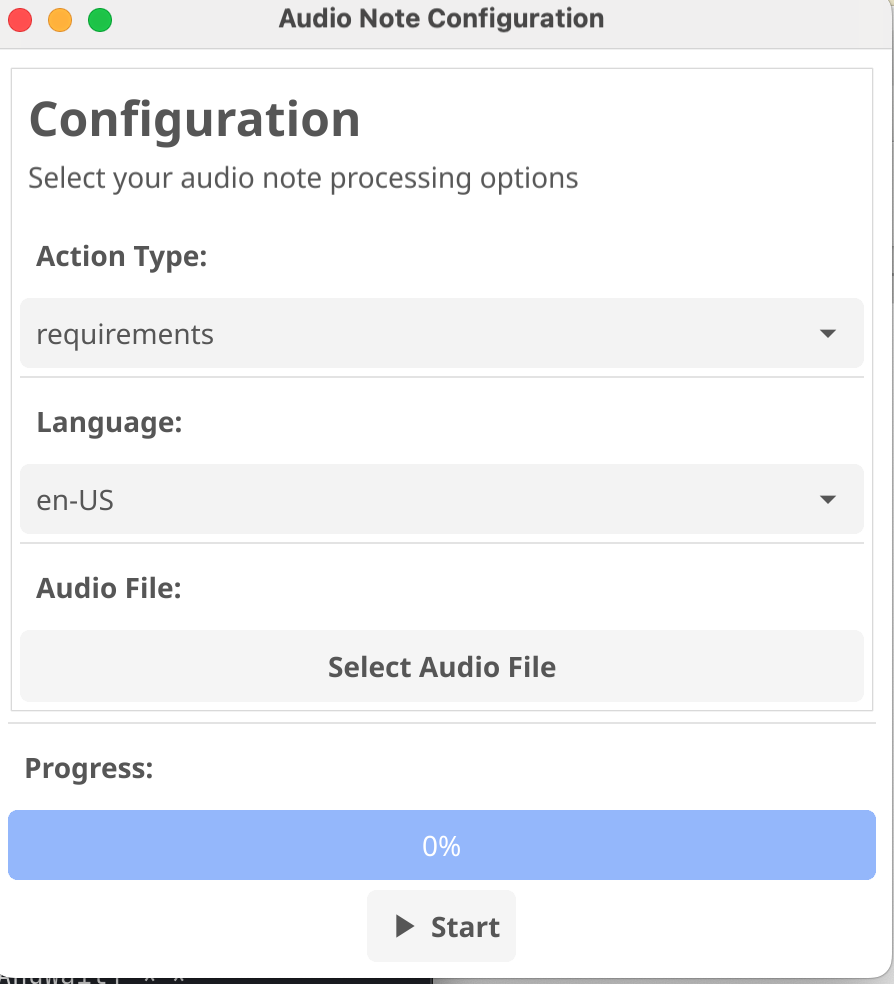 Audio Note Configuration
Configuration
Select your audio note processing options
Action Type:
requirements
Language:
en-US
Audio File:
Select Audio File
Progress:
0%
Start